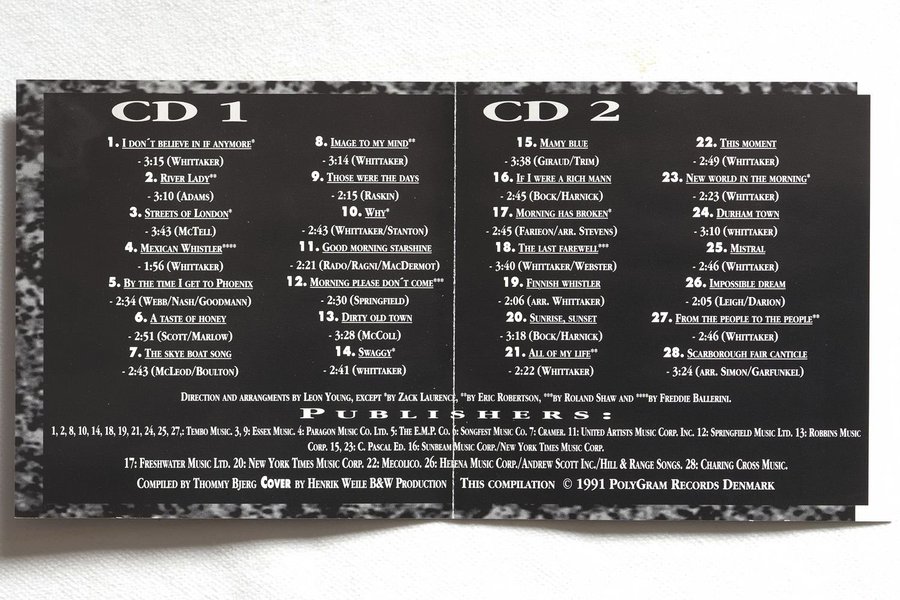 CD 1
1. I don´t believe in if anymore*
- 3:15 (Whittaker)
2. River Lady**
- 3:10 (Adams)
3. Streets of London*
- 3:43 (McTell)
4. Mexican Whistler****
- 1:56 (Whittaker)
5. By the time I get to Phoenix
- 2:34 (Webb/Nash/Goodmann)
6. A taste of honey
- 2:51 (Scott/Marlow)
7. The skye boat song
- 2:43 (McLeod/Boulton)
8. Image to my mind**
- 3:14 (Whittaker)
9. Those were the days
- 2:15 (Raskin)
10. Why*
- 2:43 (Whittaker/Stanton)
11. Good morning starshine
- 2:21 (Rado/Ragni/MacDermot)
12. Morning please don´t come***
- 2:30 (Springfield)
13. Dirty old town
- 3:28 (McColl)
14. Swaggy*
- 2:41 (whittaker)
CD 2
15. Mamy blue
- 3:38 (Giraud/Trim)
16. If I were a rich mann
- 2:45 (Bock/Harnick)
17. Morning has broken*
- 2:45 (Farieon/arr. Stevens)
18. The last farewell***
- 3:40 (Whittaker/Webster)
19. Finnish whistler
- 2:06 (arr. Whittaker)
20. Sunrise, sunset
- 3:18 (Bock/Harnick)
21. All of my life**
- 2:22 (Whittaker)
22. This moment
- 2:49 (Whittaker)
23. New world in the morning*
- 2:23 (Whittaker)
24. Durham town
- 3:10 (whittaker)
25. Mistral
- 2:46 (Whittaker)
26. Impossible dream
- 2:05 (Leigh/Darion)
27. From the people to the people**
- 2:46 (Whittaker)
28. Scarborough fair canticle
- 3:24 (arr. Simon/Garfunkel)
Direction and arrangments by Leon Young, except *by Zack Laurence, **by Eric Robertson, ***by Roland Shaw and ****by Freddie Ballerini.
Publishers:
1, 2, 8, 10, 14, 18, 19, 21, 24, 25, 27,: Tembo Music. 3, 9: Essex Music. 4: Paragon Music Co. Ltd. 5: The E.M.P. Co. 6: Songfest Music Co. 7: Cramer. 11: United Artists Music Corp. Inc. 12: Springfield Music Ltd. 13: Robbins Music
Corp. 15, 23: C. Pascal Ed. 16: Sunbeam Music Corp./New York Times Music Corp.
17: Freshwater Music Ltd. 20: New York Times Music Corp. 22: Mecolico. 26: Helena Music Corp./Andrew Scott Inc./Hill & Range Songs. 28: Charing Cross Music.
Compiled by Thommy Bjerg Cover by Henrik Weile B&W Production This compilation © 1991 PolyGram Records Denmark